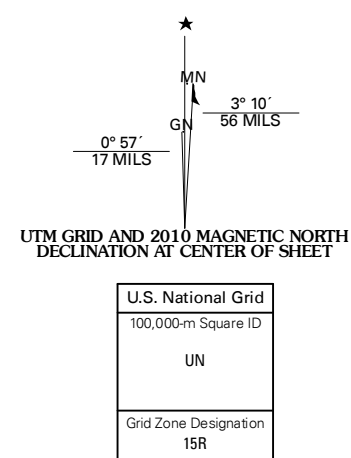 ★
MN
3° 10´
56 MILS
GN
0° 57´
17 MILS
UTM GRID AND 2010 MAGNETIC NORTH
DECLINATION AT CENTER OF SHEET
U.S. National Grid
100,000-m Square ID
UN
Grid Zone Designation
15R